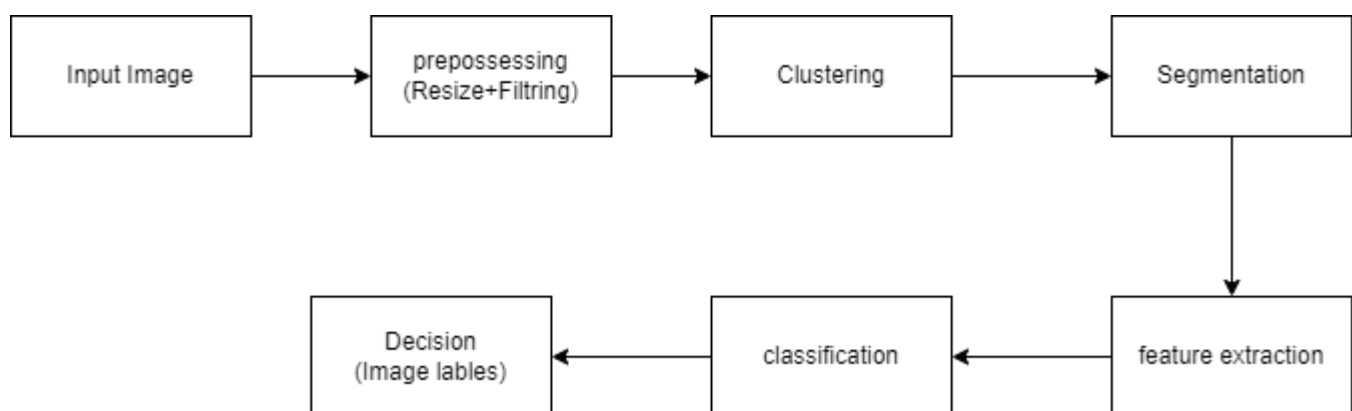 Input Image
prepossessing
(Resize+Filtring)
Clustering
Segmentation
feature extraction
classification
Decision
(Image lables)